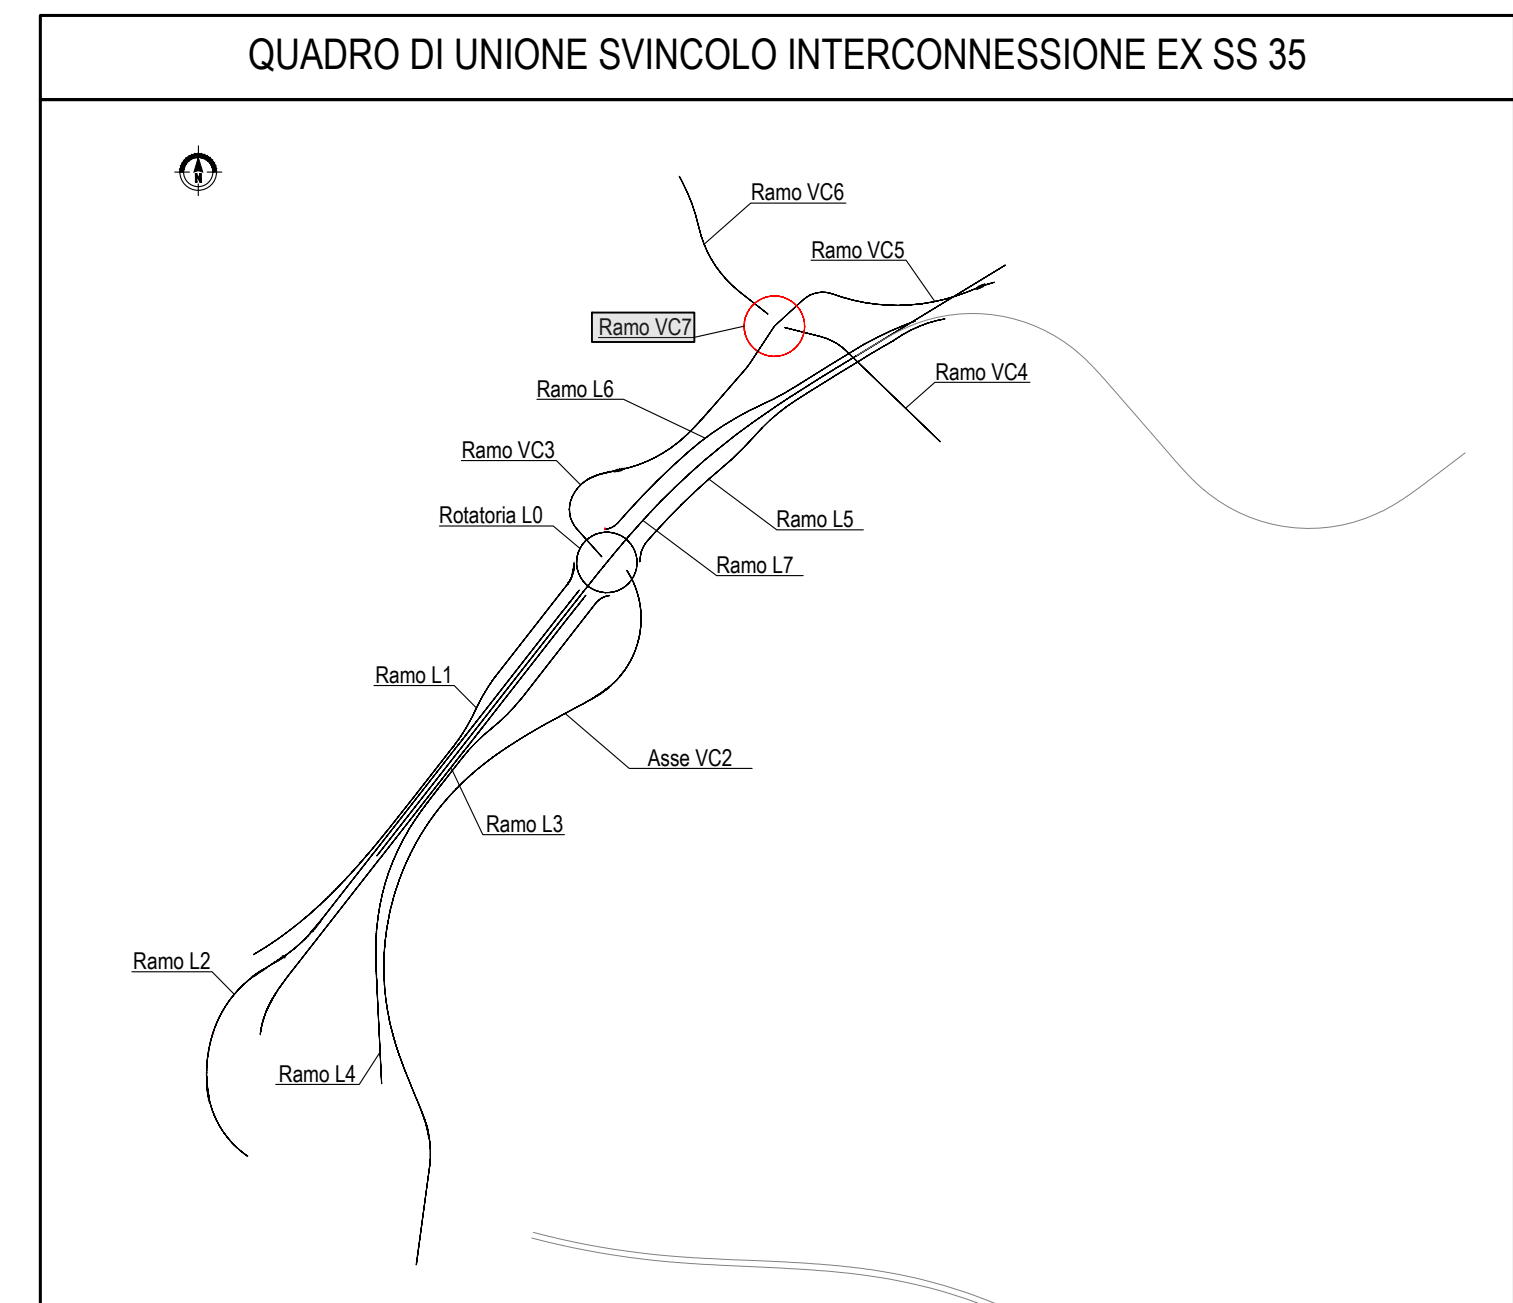 QUADRO DI UNIONE SVINCOLO INTERCONNESSIONE EX SS 35
N
Ramo VC6
Ramo VC5
Ramo VC7
Ramo VC4
Ramo L6
Ramo VC3
Rotatoria L0
Ramo L5
Ramo L7
Ramo L1
Asse VC2
Ramo L3
Ramo L2
Ramo L4